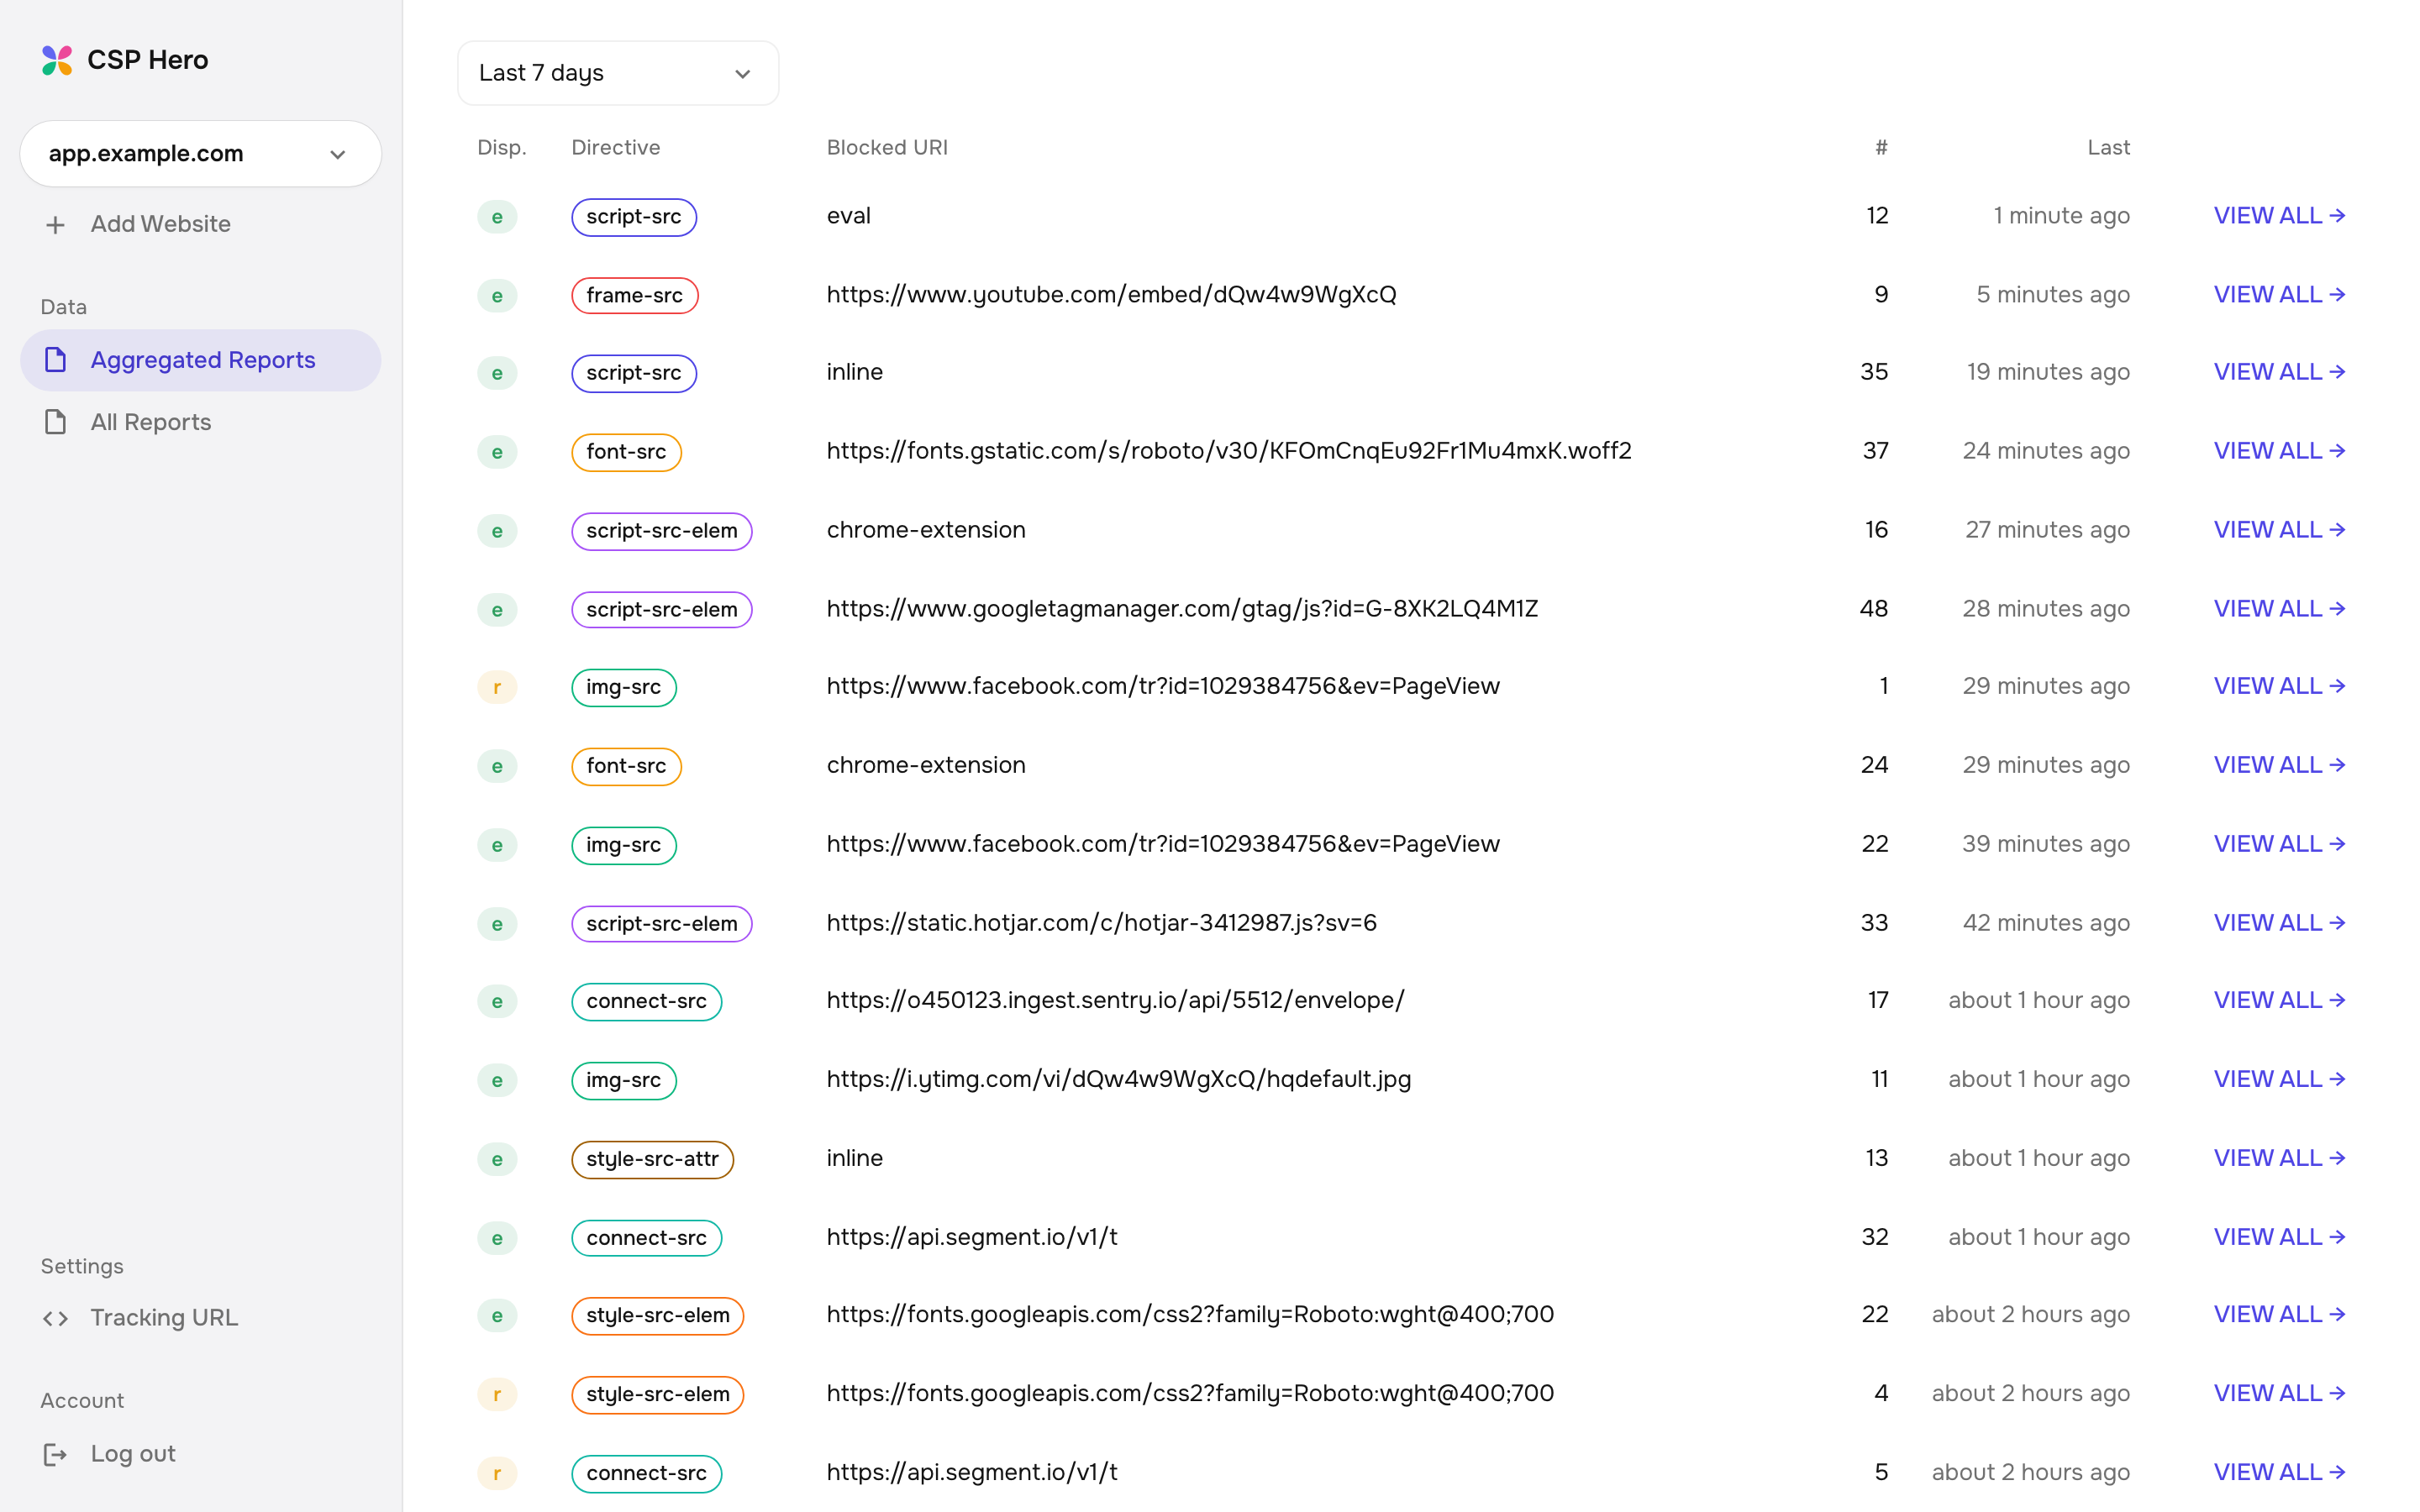 CSP Hero
app.example.com
Add Website
Data
Aggregated Reports
All Reports
Settings
Tracking URL
Account
Log out
Last 7 days
Disp. Directive Blocked URI # Last
e script-src eval 12 1 minute ago VIEW ALL →
e frame-src https://www.youtube.com/embed/dQw4w9WgXcQ 9 5 minutes ago VIEW ALL →
e script-src inline 35 19 minutes ago VIEW ALL →
e font-src https://fonts.gstatic.com/s/roboto/v30/KFOmCnqEu92Fr1Mu4mxK.woff2 37 24 minutes ago VIEW ALL →
e script-src-elem chrome-extension 16 27 minutes ago VIEW ALL →
e script-src-elem https://www.googletagmanager.com/gtag/js?id=G-8XK2LQ4M1Z 48 28 minutes ago VIEW ALL →
r img-src https://www.facebook.com/tr?id=1029384756&ev=PageView 1 29 minutes ago VIEW ALL →
e font-src chrome-extension 24 29 minutes ago VIEW ALL →
e img-src https://www.facebook.com/tr?id=1029384756&ev=PageView 22 39 minutes ago VIEW ALL →
e script-src-elem https://static.hotjar.com/c/hotjar-3412987.js?sv=6 33 42 minutes ago VIEW ALL →
e connect-src https://o450123.ingest.sentry.io/api/5512/envelope/ 17 about 1 hour ago VIEW ALL →
e img-src https://i.ytimg.com/vi/dQw4w9WgXcQ/hqdefault.jpg 11 about 1 hour ago VIEW ALL →
e style-src-attr inline 13 about 1 hour ago VIEW ALL →
e connect-src https://api.segment.io/v1/t 32 about 1 hour ago VIEW ALL →
e style-src-elem https://fonts.googleapis.com/css2?family=Roboto:wght@400;700 22 about 2 hours ago VIEW ALL →
r style-src-elem https://fonts.googleapis.com/css2?family=Roboto:wght@400;700 4 about 2 hours ago VIEW ALL →
r connect-src https://api.segment.io/v1/t 5 about 2 hours ago VIEW ALL →